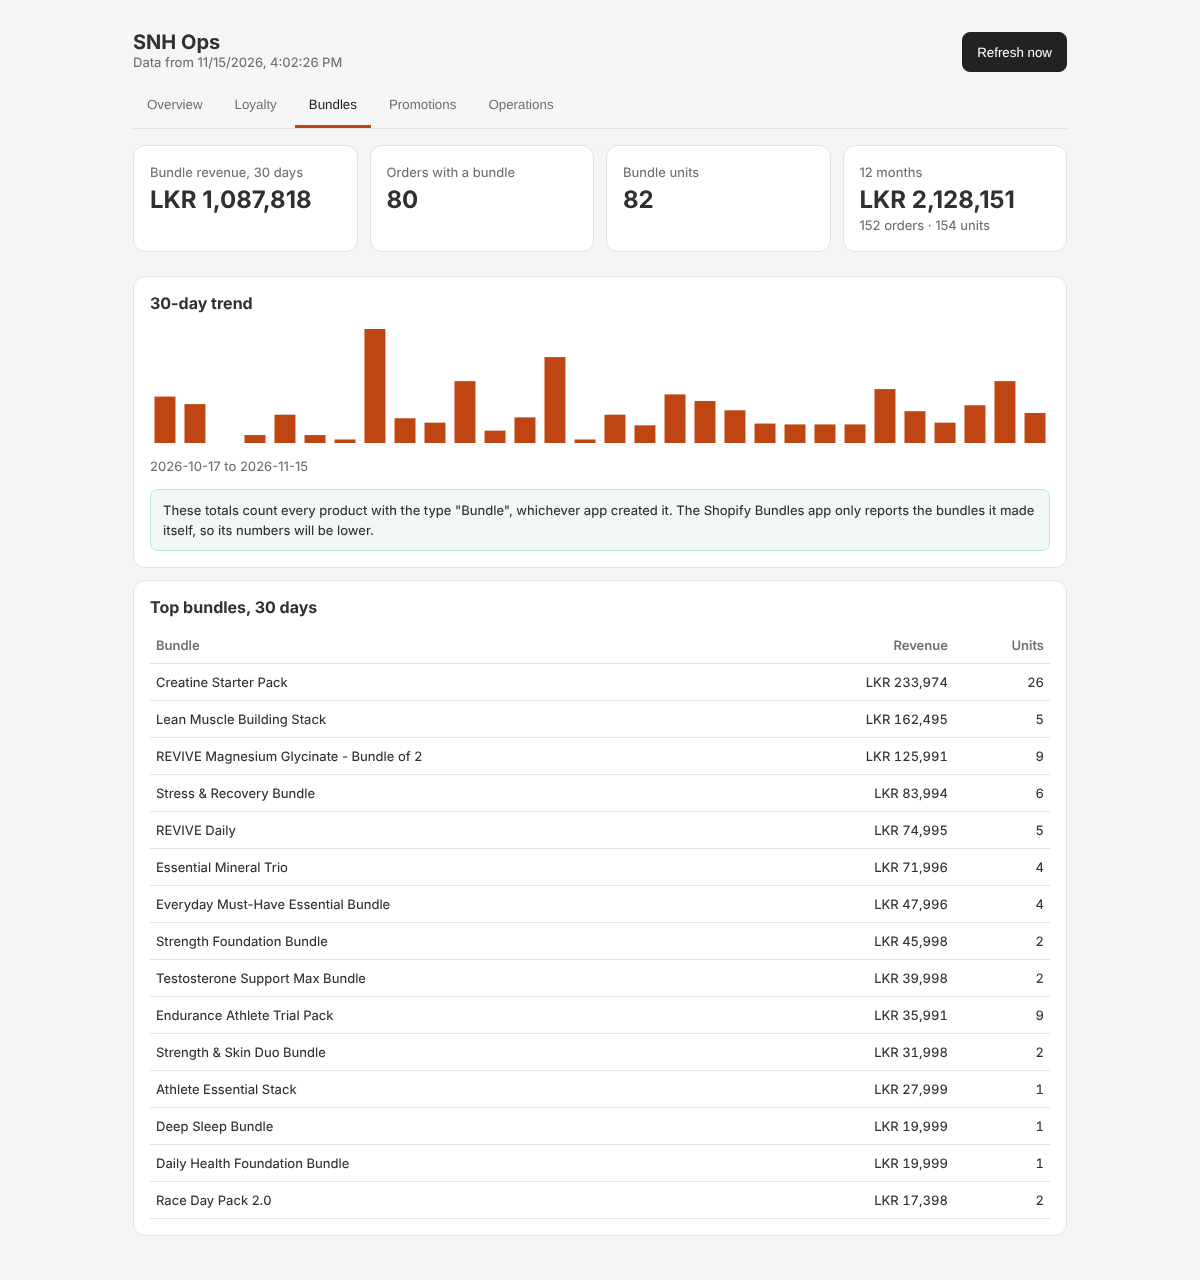 SNH Ops
Data from 11/15/2026, 4:02:26 PM
Refresh now
Overview
Loyalty
Bundles
Promotions
Operations
Bundle revenue, 30 days
LKR 1,087,818
Orders with a bundle
80
Bundle units
82
12 months
LKR 2,128,151
152 orders · 154 units
30-day trend
2026-10-17 to 2026-11-15
These totals count every product with the type "Bundle", whichever app created it. The Shopify Bundles app only reports the bundles it made
itself, so its numbers will be lower.
Top bundles, 30 days
Bundle Revenue Units
Creatine Starter Pack LKR 233,974 26
Lean Muscle Building Stack LKR 162,495 5
REVIVE Magnesium Glycinate - Bundle of 2 LKR 125,991 9
Stress & Recovery Bundle LKR 83,994 6
REVIVE Daily LKR 74,995 5
Essential Mineral Trio LKR 71,996 4
Everyday Must-Have Essential Bundle LKR 47,996 4
Strength Foundation Bundle LKR 45,998 2
Testosterone Support Max Bundle LKR 39,998 2
Endurance Athlete Trial Pack LKR 35,991 9
Strength & Skin Duo Bundle LKR 31,998 2
Athlete Essential Stack LKR 27,999 1
Deep Sleep Bundle LKR 19,999 1
Daily Health Foundation Bundle LKR 19,999 1
Race Day Pack 2.0 LKR 17,398 2